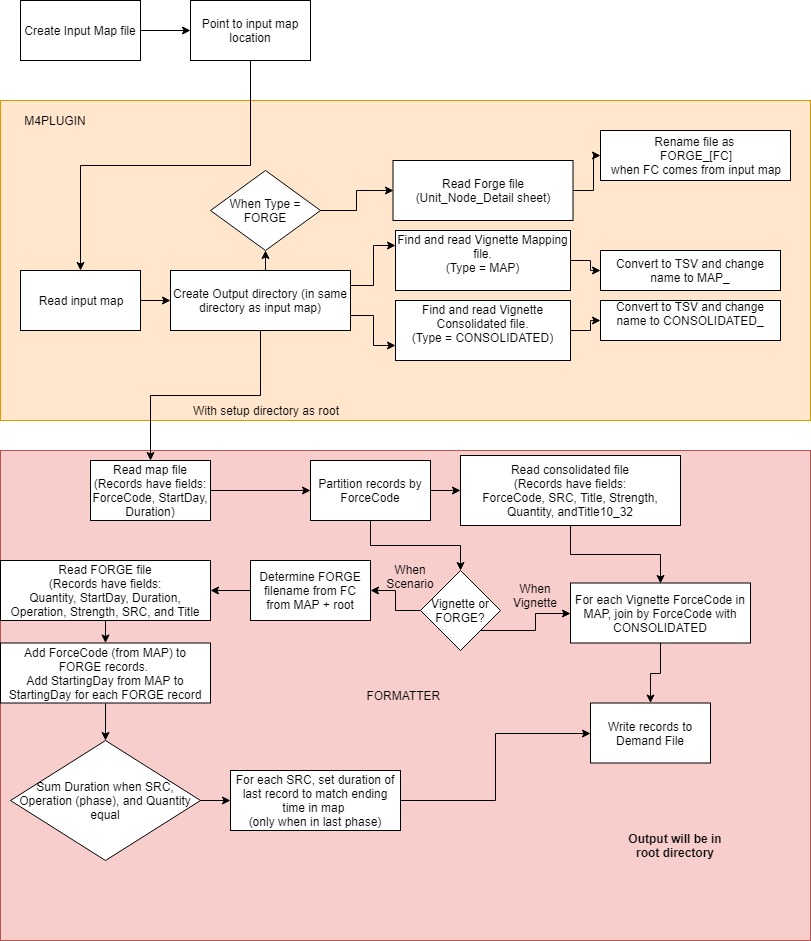 Create Input Map file
Point to input map
location
M4PLUGIN
Rename file as
FORGE_[FC]
when FC comes from input map
When Type =
FORGE
Read Forge file
(Unit_Node_Detail sheet)
Find and read Vignette Mapping
file.
(Type = MAP)
Convert to TSV and change
name to MAP_
Read input map
Create Output directory (in same
directory as input map)
Find and read Vignette
Consolidated file.
(Type = CONSOLIDATED)
Convert to TSV and change
name to CONSOLIDATED_
With setup directory as root
Read map file
(Records have fields:
ForceCode, StartDay,
Duration)
Partition records by
ForceCode
Read consolidated file
(Records have fields:
ForceCode, SRC, Title, Strength,
Quantity, andTitle10_32
Read FORGE file
(Records have fields:
Quantity, StartDay, Duration,
Operation, Strength, SRC, and Title
Determine FORGE
filename from FC
from MAP + root
When
Scenario
Vignette or
FORGE?
When
Vignette
For each Vignette ForceCode in
MAP, join by ForceCode with
CONSOLIDATED
Add ForceCode (from MAP) to
FORGE records.
Add StartingDay from MAP to
StartingDay for each FORGE record
FORMATTER
Write records to
Demand File
Sum Duration when SRC,
Operation (phase), and Quantity
equal
For each SRC, set duration of
last record to match ending
time in map
(only when in last phase)
Output will be in
root directory